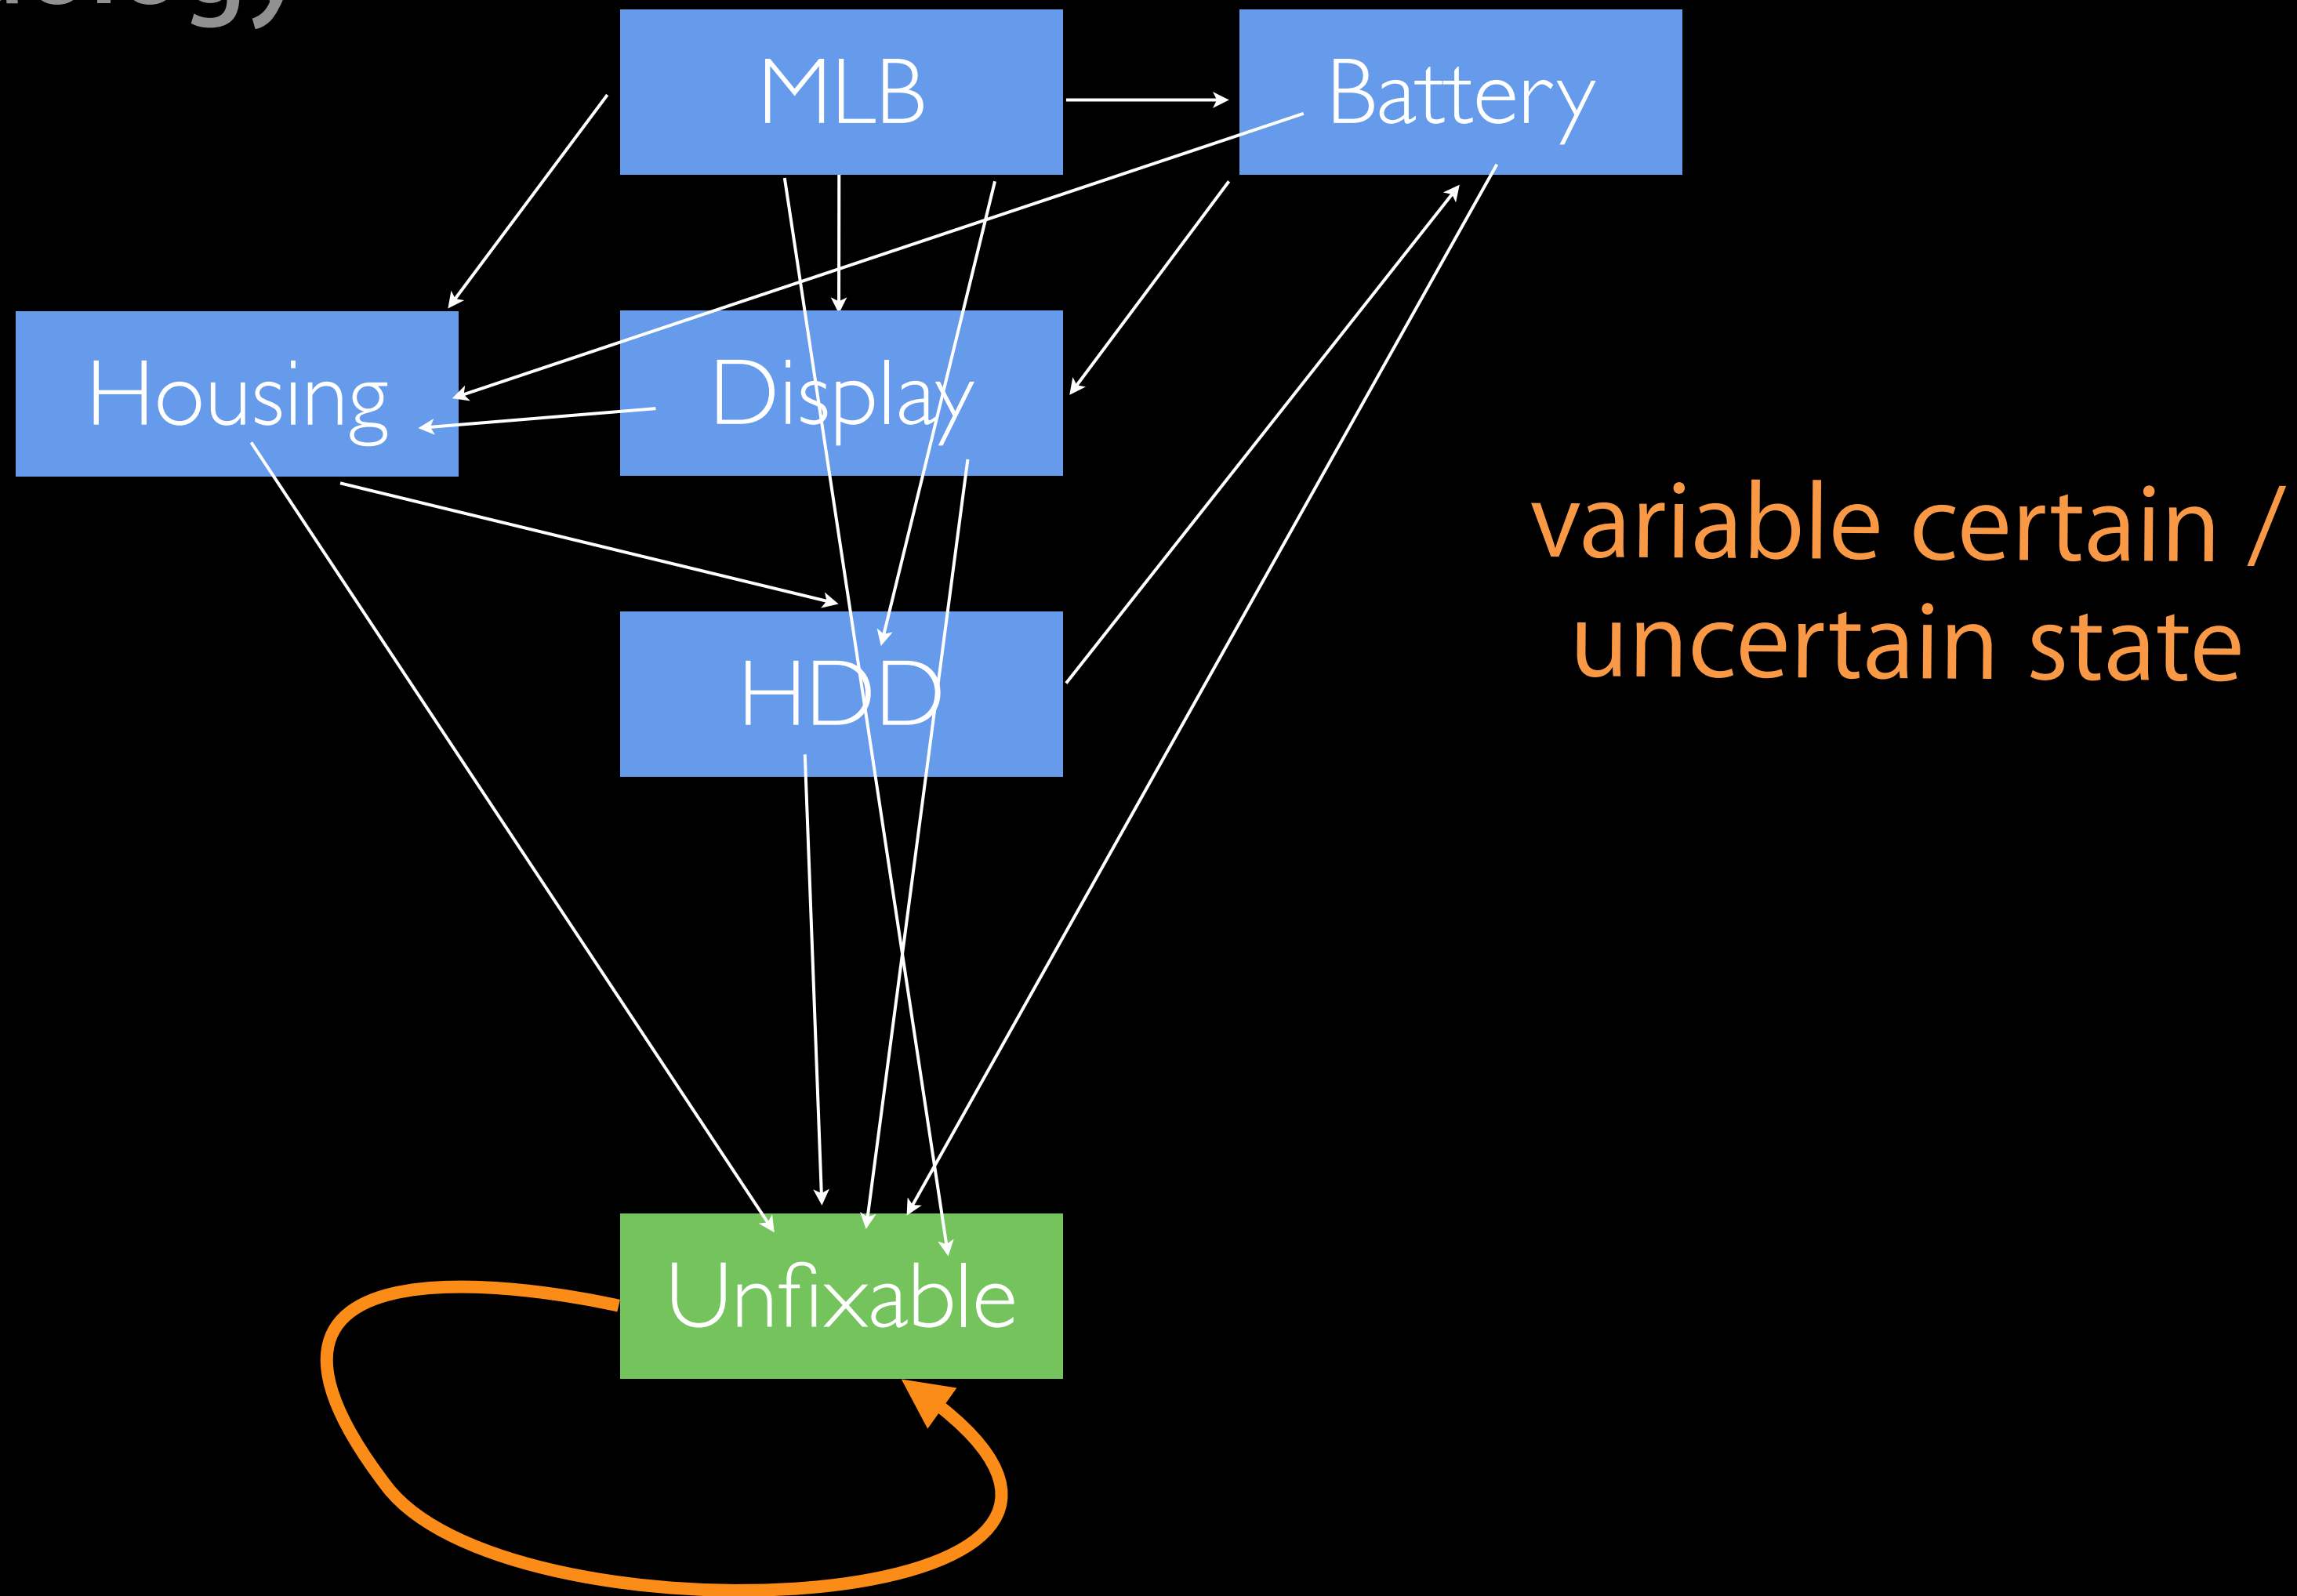 MLB
Battery
Housing
Display
variable certain /
uncertain state
HDD
Unfixable